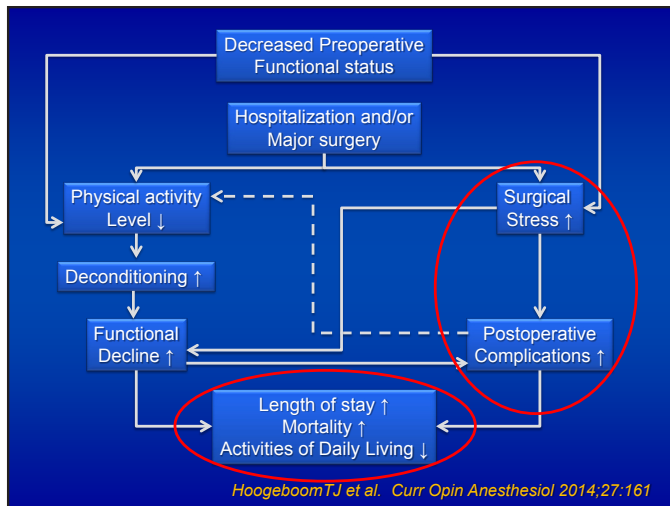 Decreased Preoperative
Functional status
Hospitalization and/or
Major surgery
Physical activity
Level ↓
Surgical
Stress ↑
Deconditioning ↑
Functional
Decline ↑
Postoperative
Complications ↑
Length of stay ↑
Mortality ↑
Activities of Daily Living ↓
HoogeboomTJ et al. Curr Opin Anesthesiol 2014;27:161